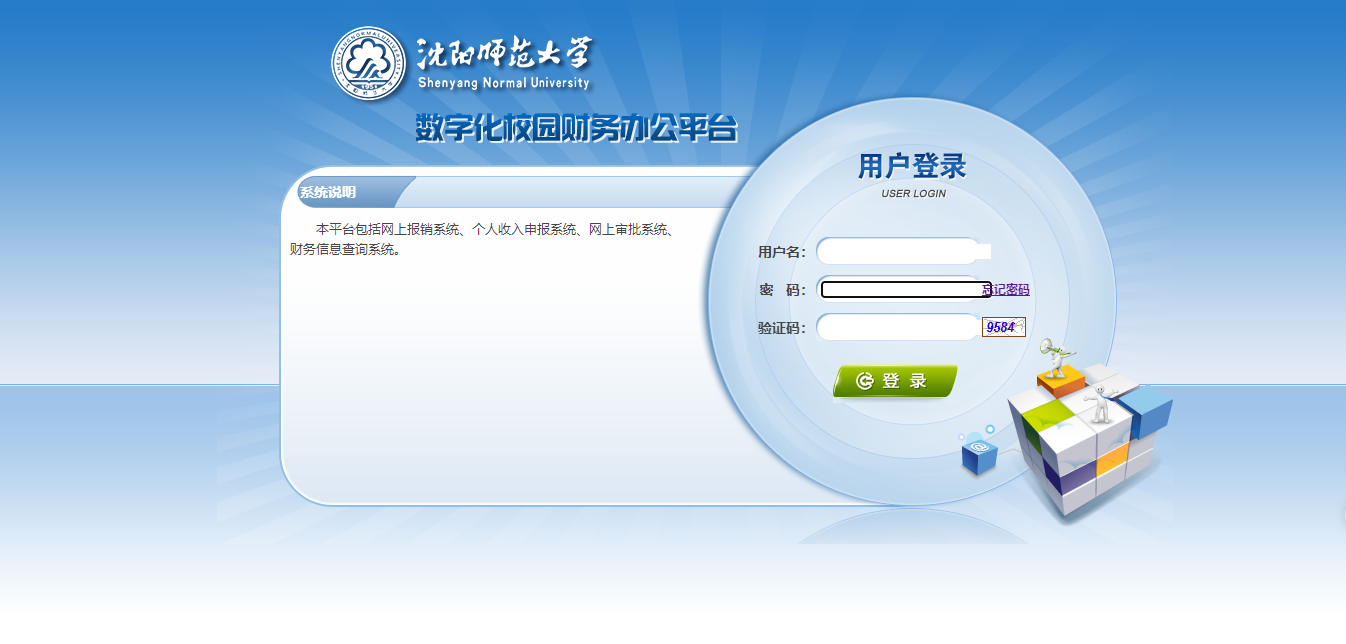 沈阳师范大学
Shenyang Normal University
数字化校园财务办公平台
用户登录
USER LOGIN
系统说明
本平台包括网上报销系统、个人收入申报系统、网上审批系统、
财务信息查询系统。
用户名：
密 码： 忘记密码
验证码： 9584
登 录